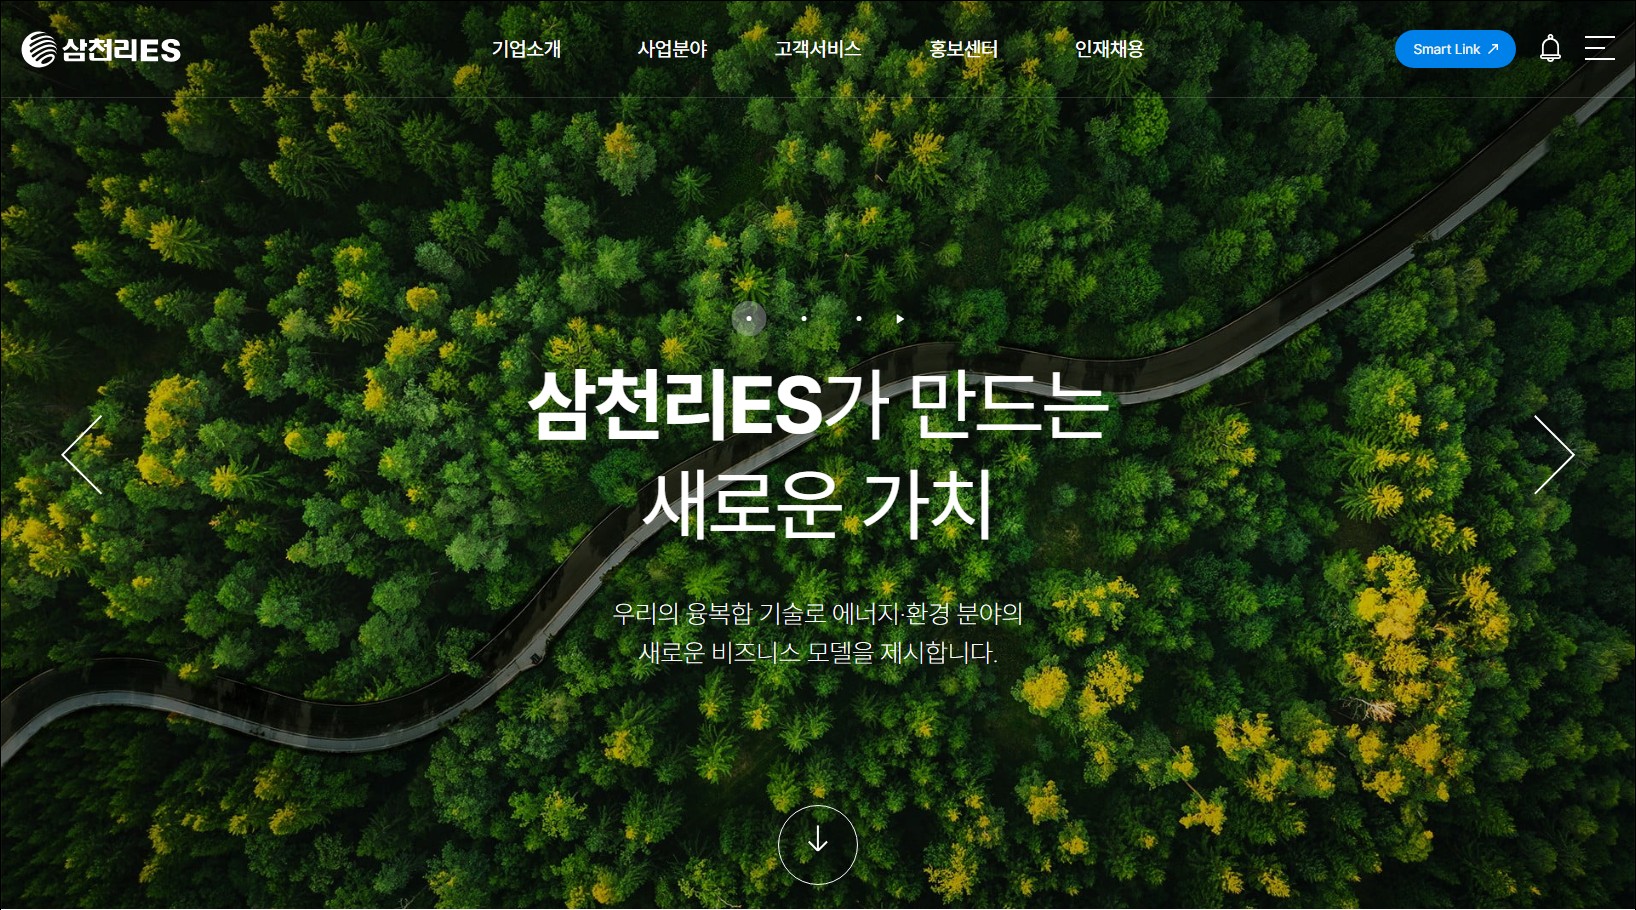 삼천리ES
기업소개 사업분야 고객서비스 홍보센터 인재채용
Smart Link
삼천리ES가 만드는
새로운 가치
우리의 융복합 기술로 에너지·환경 분야의
새로운 비즈니스 모델을 제시합니다.